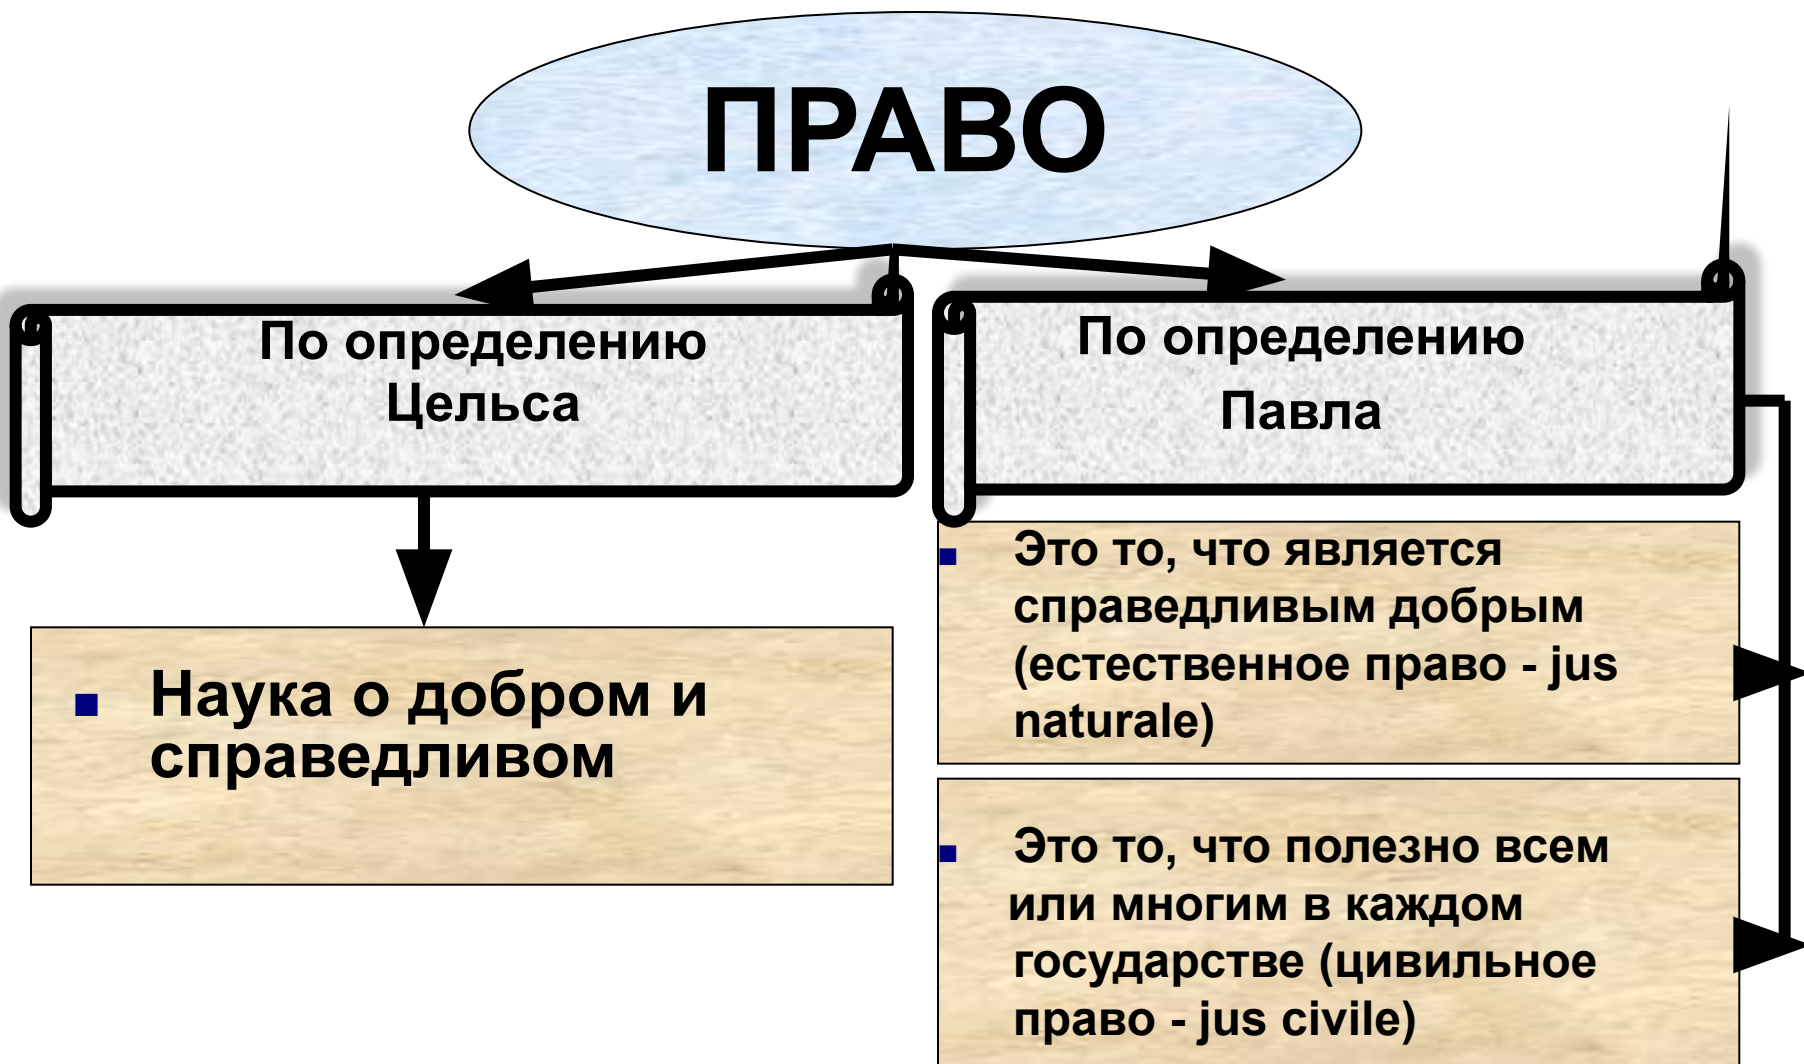 ПРАВО
По определению
Цельса
Наука о добром и
справедливом
По определению
Павла
Это то, что является
справедливым добрым
(естественное право - jus
naturale)
Это то, что полезно всем
или многим в каждом
государстве (цивильное
право - jus civile)